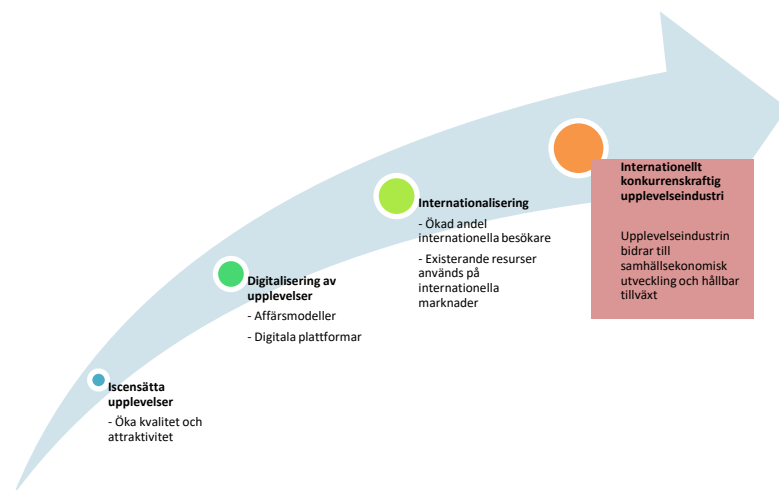 Iscensätta
upplevelser
- Öka kvalitet och
attraktivitet
Digitalisering av
upplevelser
- Affärsmodeller
- Digitala plattformar
Internationalisering
- Ökad andel
internationella besökare
- Existerande resurser
används på
internationella
marknader
Internationellt
konkurrenskraftig
upplevelseindustri
Upplevelseindustrin
bidrar till
samhällsekonomisk
utveckling och hållbar
tillväxt